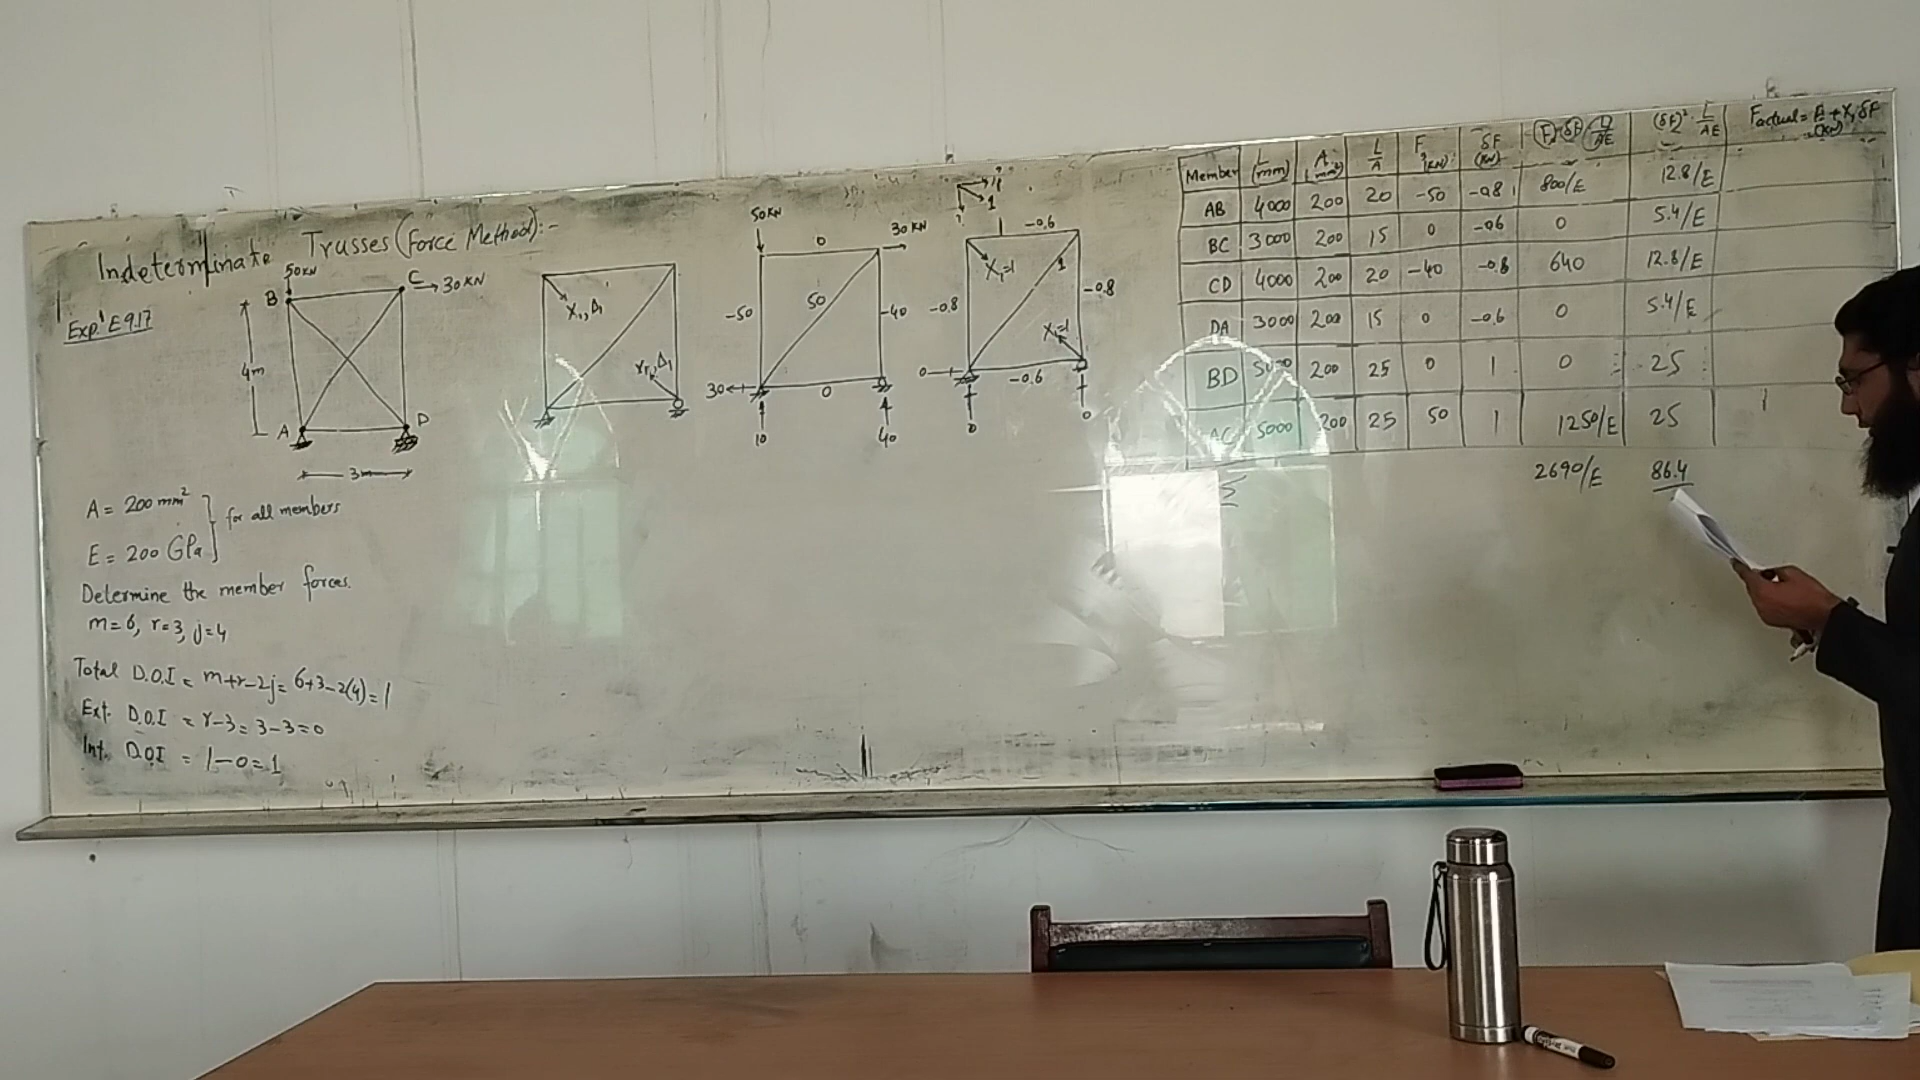 Indeterminate Trusses (Force Method):-
Exp! E9.17
50KN
B
C
30 KN
4m
A
D
3m
A = 200 mm²
E = 200 GPa
for all members
Determine the member forces.
m=6, r=3, j=4
Total D.O.I = m+r-2j= 6+3-2(4)=1
Ext. D.O.I = r-3= 3-3=0
Int. D.O.I = 1-0=1
X₁,Δ₁
50KN
30 KN
0
-50
50
-40
30
0
10
40
1
-0.6
X₁=1
1
-0.8
-0.8
X₁=1
0
-0.6
0
0
Member L (mm) A (mm²) L/A F (KN) δF (KN) F·δF L/AE (δF)²·L/AE Factual = F+X₁δF (KN)
AB 4000 200 20 -50 -0.8 800/E 12.8/E
BC 3000 200 15 0 -0.6 0 5.4/E
CD 4000 200 20 -40 -0.8 640 12.8/E
DA 3000 200 15 0 -0.6 0 5.4/E
BD 5000 200 25 0 1 0 25
AC 5000 200 25 50 1 1250/E 25
Σ 2690/E 86.4